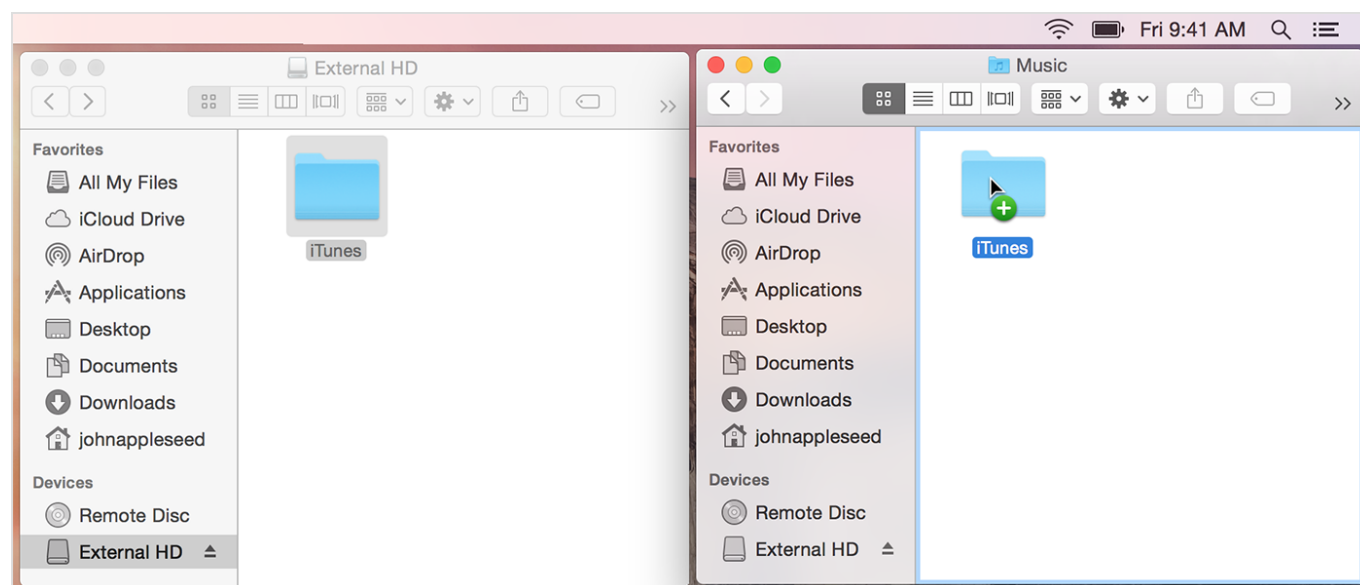 Fri 9:41 AM
External HD
Favorites
All My Files
iCloud Drive
AirDrop
Applications
Desktop
Documents
Downloads
johnappleseed
Devices
Remote Disc
External HD
iTunes
Music
Favorites
All My Files
iCloud Drive
AirDrop
Applications
Desktop
Documents
Downloads
johnappleseed
Devices
Remote Disc
External HD
iTunes